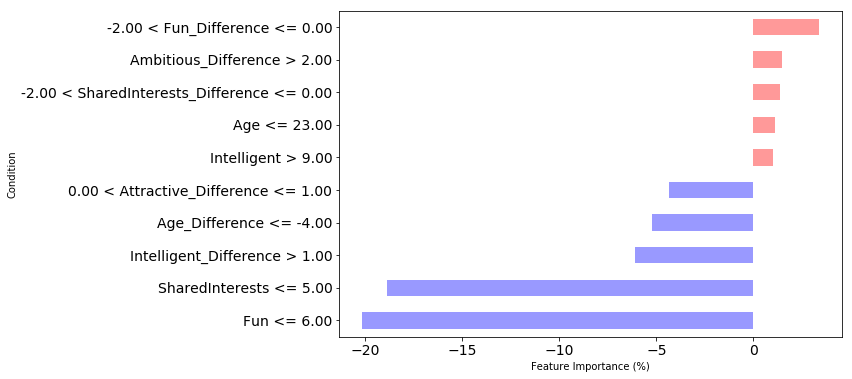 -2.00 < Fun_Difference <= 0.00
Ambitious_Difference > 2.00
-2.00 < SharedInterests_Difference <= 0.00
Age <= 23.00
Intelligent > 9.00
0.00 < Attractive_Difference <= 1.00
Age_Difference <= -4.00
Intelligent_Difference > 1.00
SharedInterests <= 5.00
Fun <= 6.00
Condition
−20 −15 −10 −5 0
Feature Importance (%)